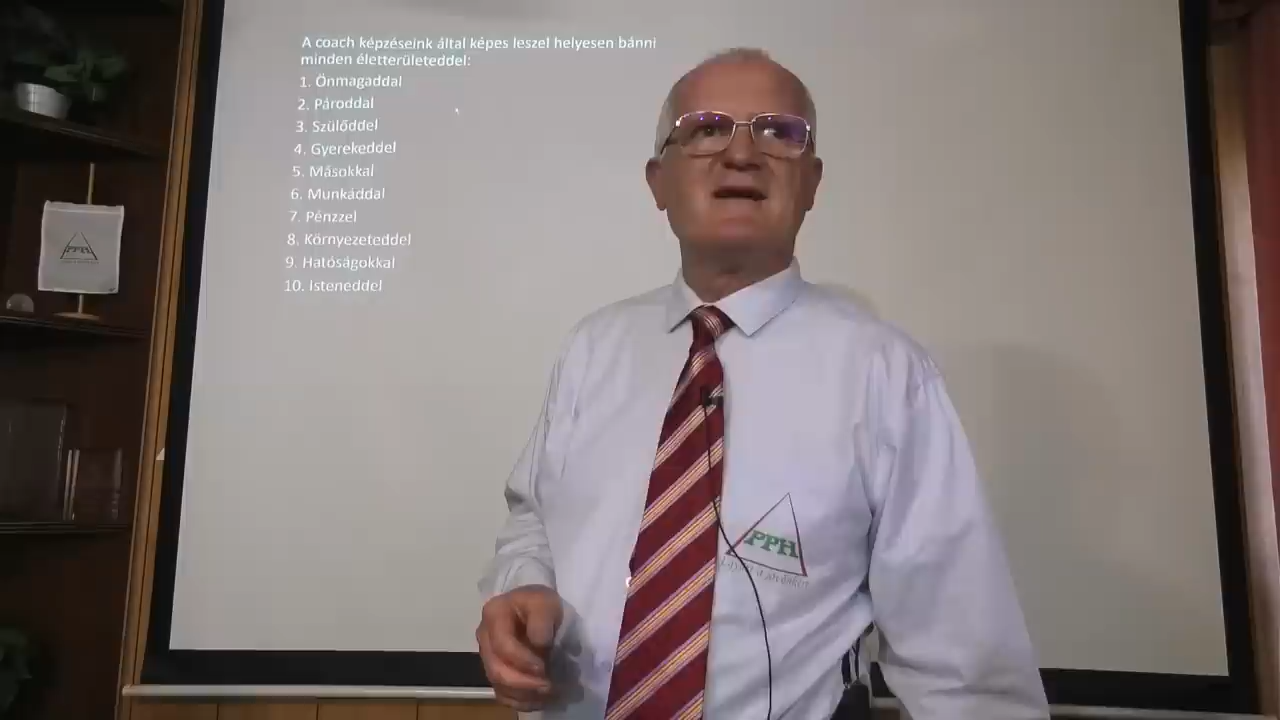 A coach képzéseink által képes leszel helyesen bánni
minden életterületeddel:
1. Önmagaddal
2. Pároddal
3. Szülőddel
4. Gyerekeddel
5. Másokkal
6. Munkáddal
7. Pénzzel
8. Környezeteddel
9. Hatóságokkal
10. Isteneddel
PPH
PPH